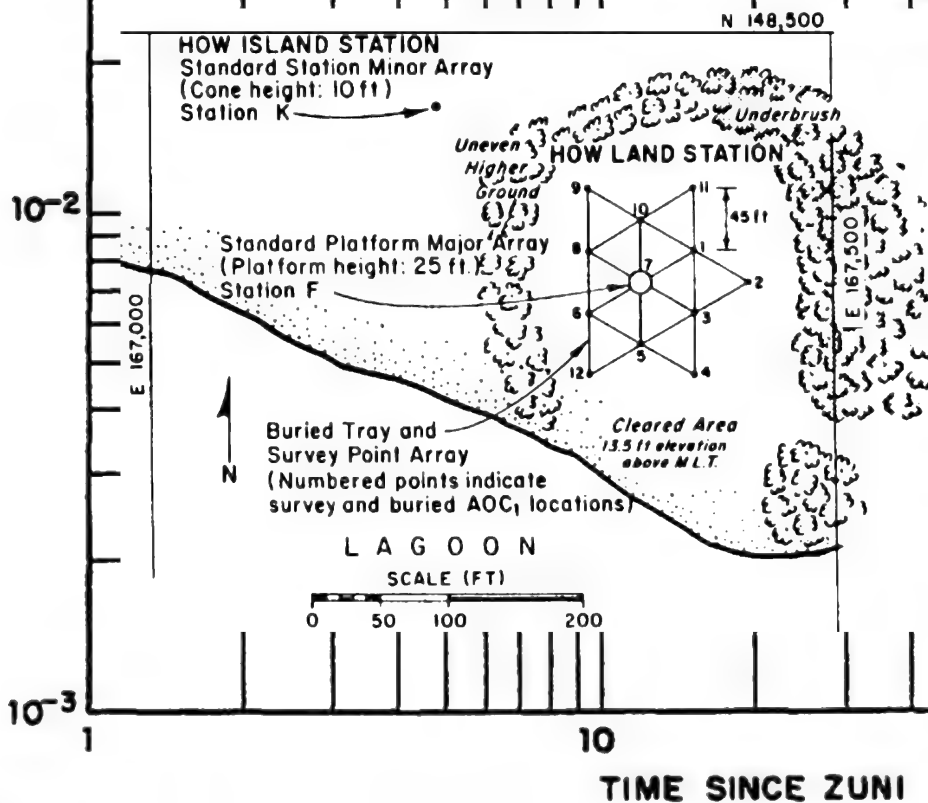 N 148,500
HOW ISLAND STATION
Standard Station Minor Array
(Cone height: 10 ft)
Station K
Underbrush
Uneven
Higher
Ground
HOW LAND STATION
9
11
10
45 ft
10⁻²
Standard Platform Major Array
(Platform height: 25 ft.)
Station F
8
1
7
2
E 167,000
E 167,500
6
3
5
12
4
N
Buried Tray and
Survey Point Array
(Numbered points indicate
survey and buried AOC₁ locations)
Cleared Area
13.5 ft elevation
above M.L.T.
LAGOON
SCALE (FT)
0 50 100 200
10⁻³
1 10
TIME SINCE ZUNI